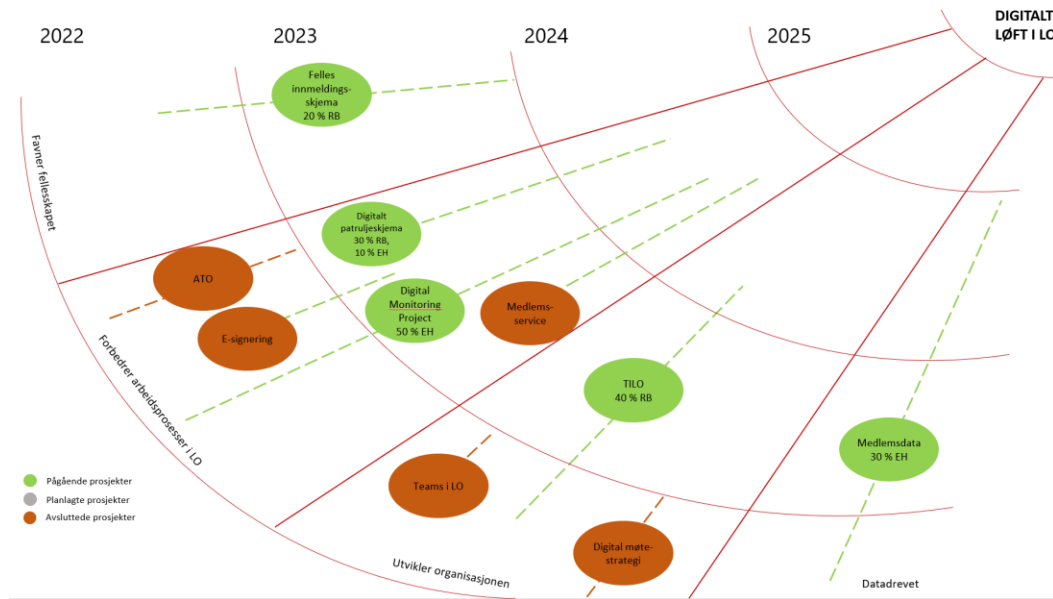 2022
2023
2024
2025
DIGITALT
LØFT I LO
Felles
innmeldings-
skjema
20 % RB
Favner fellesskapet
Digitalt
patruljeskjema
30 % RB,
10 % EH
ATO
E-signering
Digital
Monitoring
Project
50 % EH
Medlems-
service
Forbedrer arbeidsprosesser i LO
TILO
40 % RB
Medlemsdata
30 % EH
Pågående prosjekter
Planlagte prosjekter
Avsluttede prosjekter
Teams i LO
Digital møte-
strategi
Utvikler organisasjonen
Datadrevet